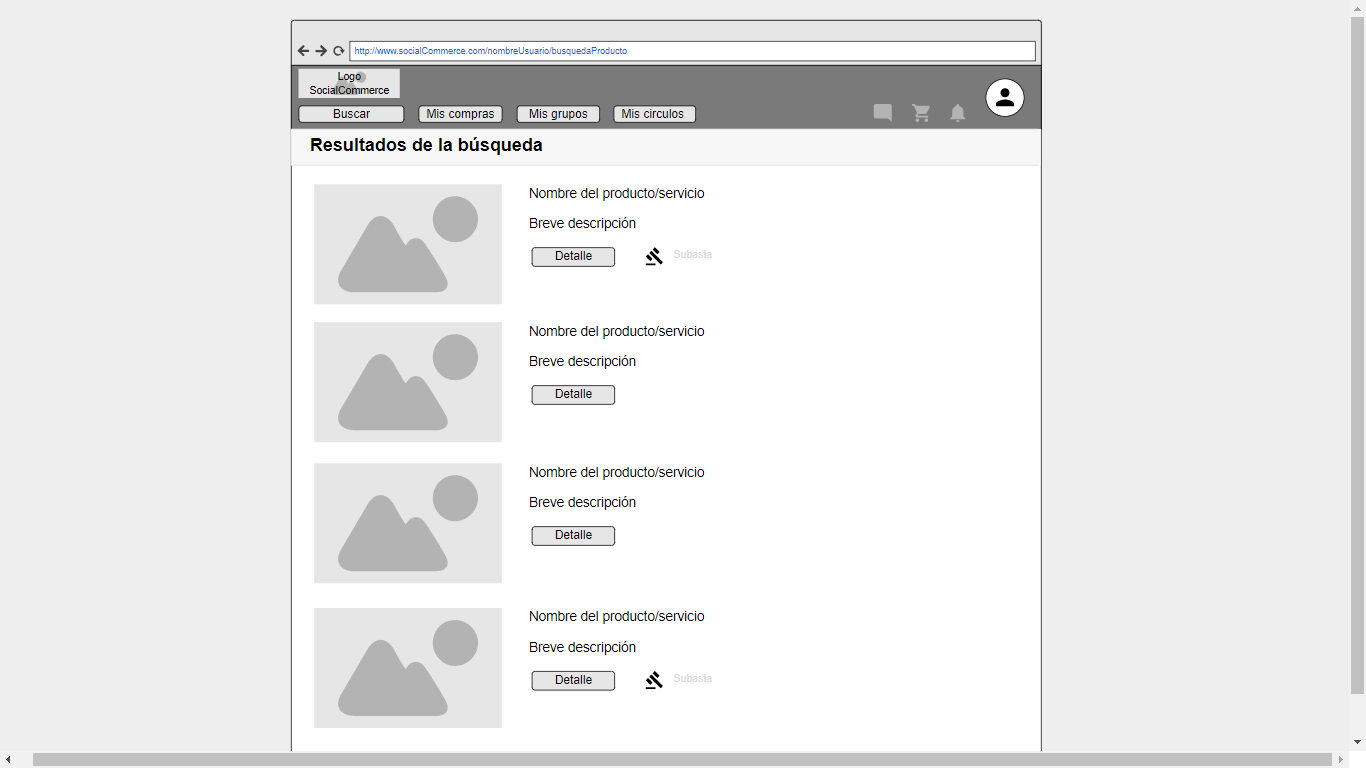 http://www.socialCommerce.com/nombreUsuario/busquedaProducto
Logo
SocialCommerce
Buscar
Mis compras
Mis grupos
Mis circulos
Resultados de la búsqueda
Nombre del producto/servicio
Breve descripción
Detalle
Subasta
Nombre del producto/servicio
Breve descripción
Detalle
Nombre del producto/servicio
Breve descripción
Detalle
Nombre del producto/servicio
Breve descripción
Detalle
Subasta